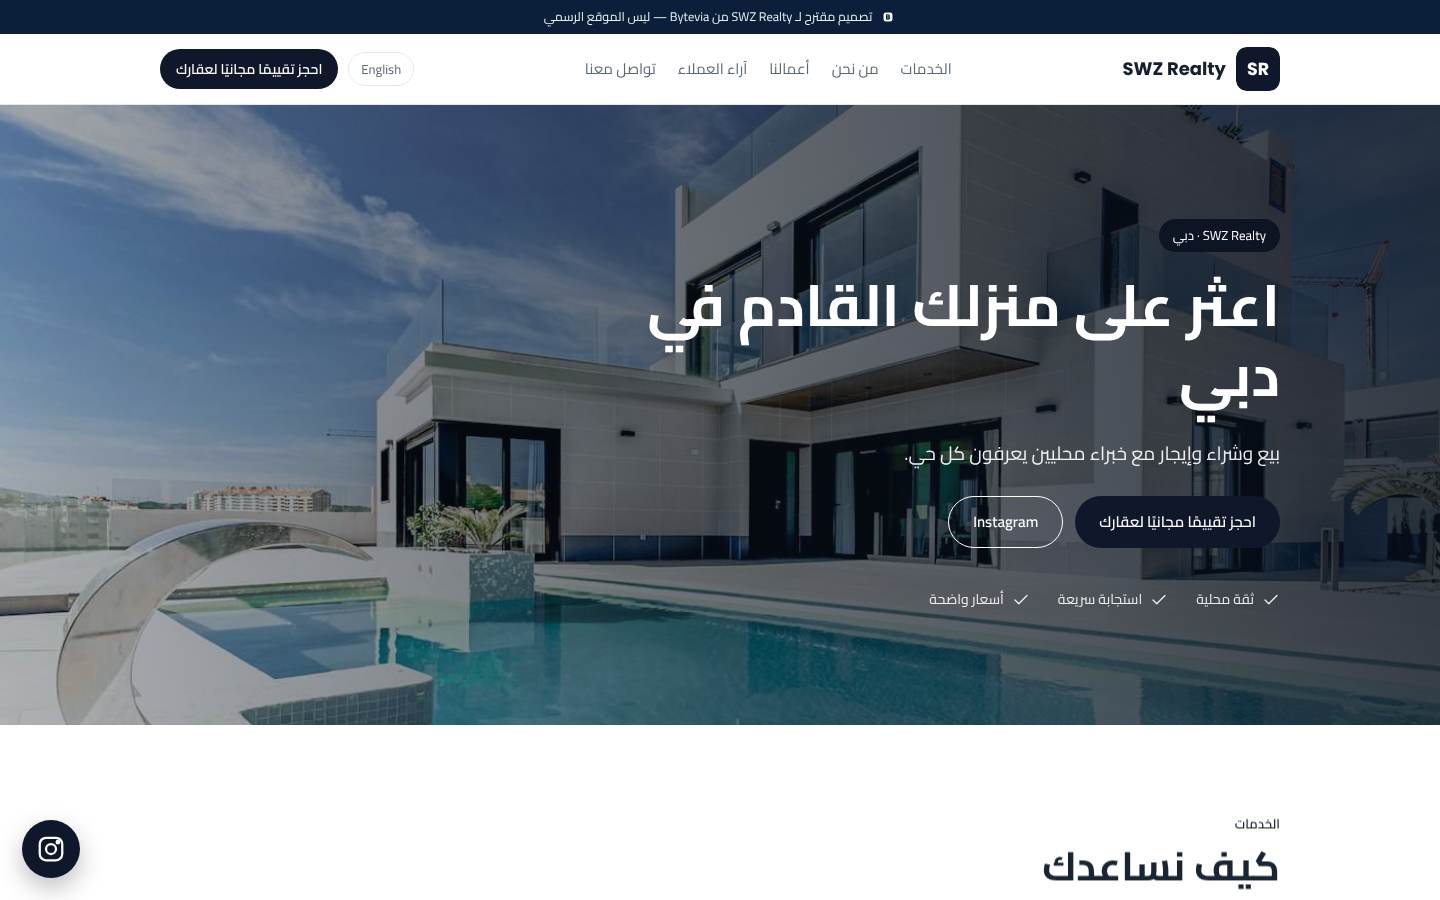 تصميم مقترح لـ SWZ Realty من Bytevia — ليس الموقع الرسمي
SR SWZ Realty
الخدمات من نحن أعمالنا آراء العملاء تواصل معنا
English احجز تقييمًا مجانيًا لعقارك
SWZ Realty · دبي
اعثر على منزلك القادم في
دبي
بيع وشراء وإيجار مع خبراء محليين يعرفون كل حي.
احجز تقييمًا مجانيًا لعقارك Instagram
ثقة محلية استجابة سريعة أسعار واضحة
الخدمات
كيف نساعدك